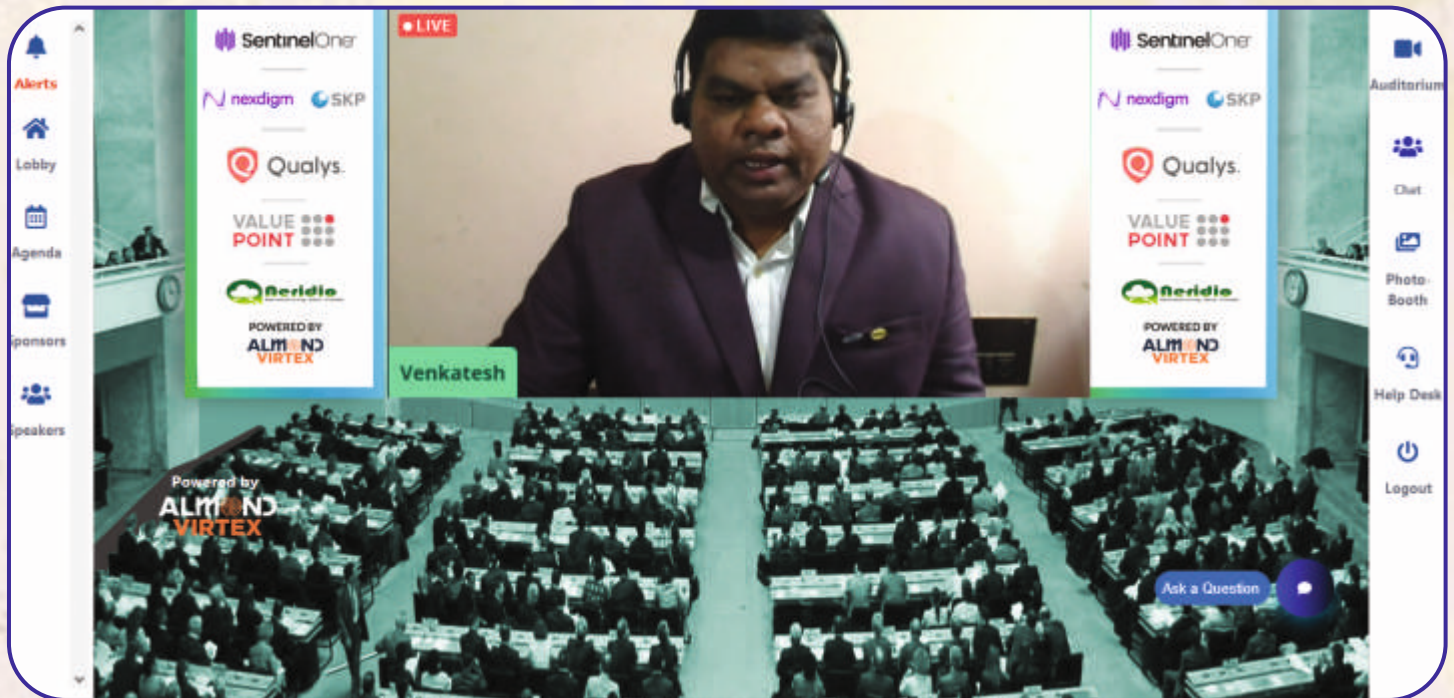 Alerts
Lobby
Agenda
Sponsors
Speakers
SentinelOne
nexdigm SKP
Qualys.
VALUE
POINT
Aeridio
POWERED BY
ALMOND
VIRTEX
LIVE
Venkatesh
SentinelOne
nexdigm SKP
Qualys.
VALUE
POINT
Aeridio
POWERED BY
ALMOND
VIRTEX
Powered by
ALMOND
VIRTEX
Auditorium
Chat
Photo-
Booth
Help Desk
Logout
Ask a Question